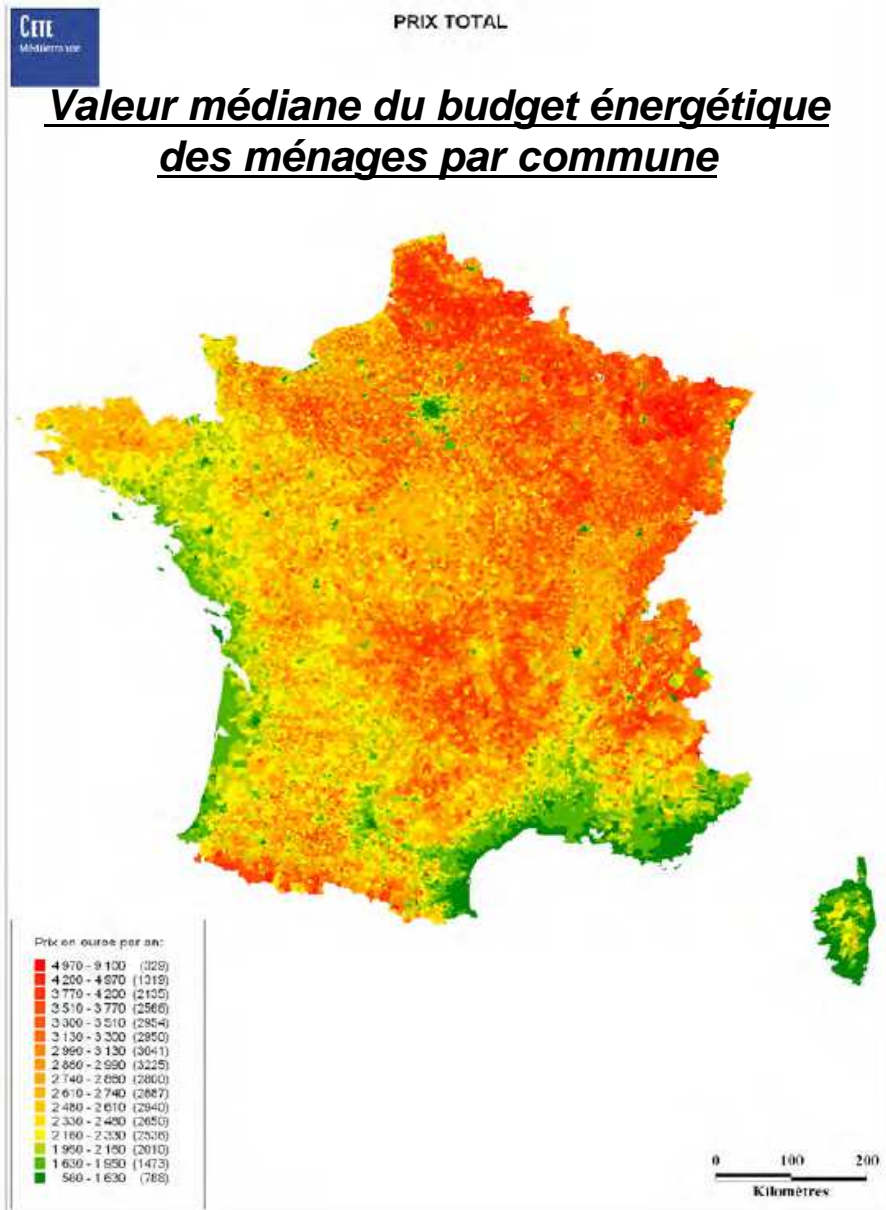 CETE
Méditerranée
PRIX TOTAL
Valeur médiane du budget énergétique
des ménages par commune
Prix en euros par an:
4 970 - 9 100 (329)
4 200 - 4 970 (1319)
3 770 - 4 200 (2135)
3 510 - 3 770 (2566)
3 300 - 3 510 (2954)
3 130 - 3 300 (2950)
2 990 - 3 130 (3041)
2 860 - 2 990 (3225)
2 740 - 2 860 (2800)
2 610 - 2 740 (2887)
2 480 - 2 610 (2940)
2 330 - 2 480 (2650)
2 160 - 2 330 (2536)
1 950 - 2 160 (2010)
1 630 - 1 950 (1473)
560 - 1 630 (788)
0 100 200
Kilomètres